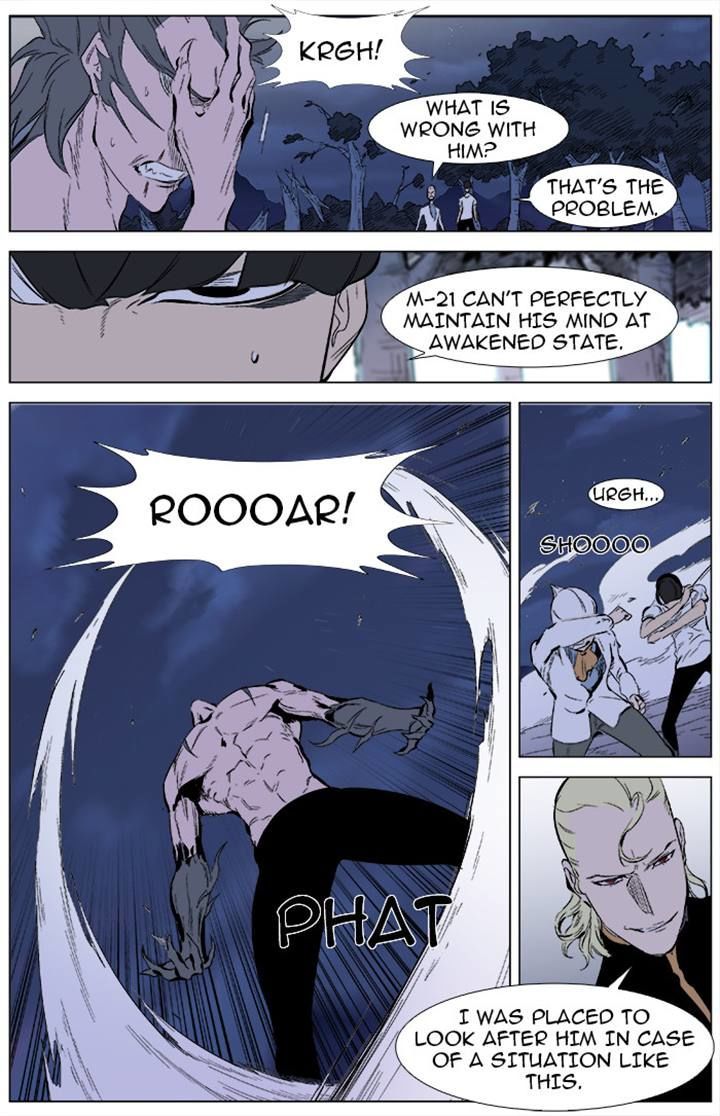 KRGH!
WHAT IS
WRONG WITH
HIM?
THAT'S THE
PROBLEM.
M-21 CAN'T PERFECTLY
MAINTAIN HIS MIND AT
AWAKENED STATE.
ROOOAR!
PHAT
URGH...
SHOOOO
I WAS PLACED TO
LOOK AFTER HIM IN CASE
OF A SITUATION LIKE
THIS.